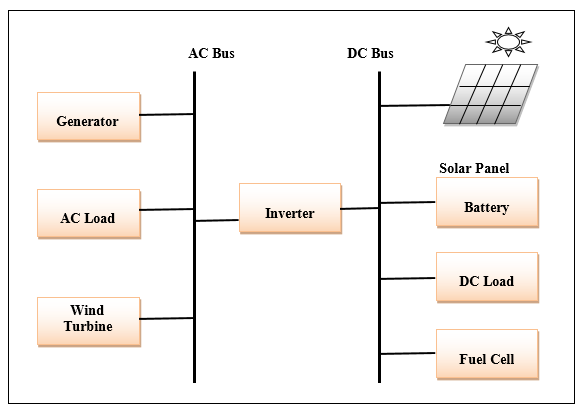 AC Bus
DC Bus
Generator
Solar Panel
AC Load
Inverter
Battery
DC Load
Wind
Turbine
Fuel Cell